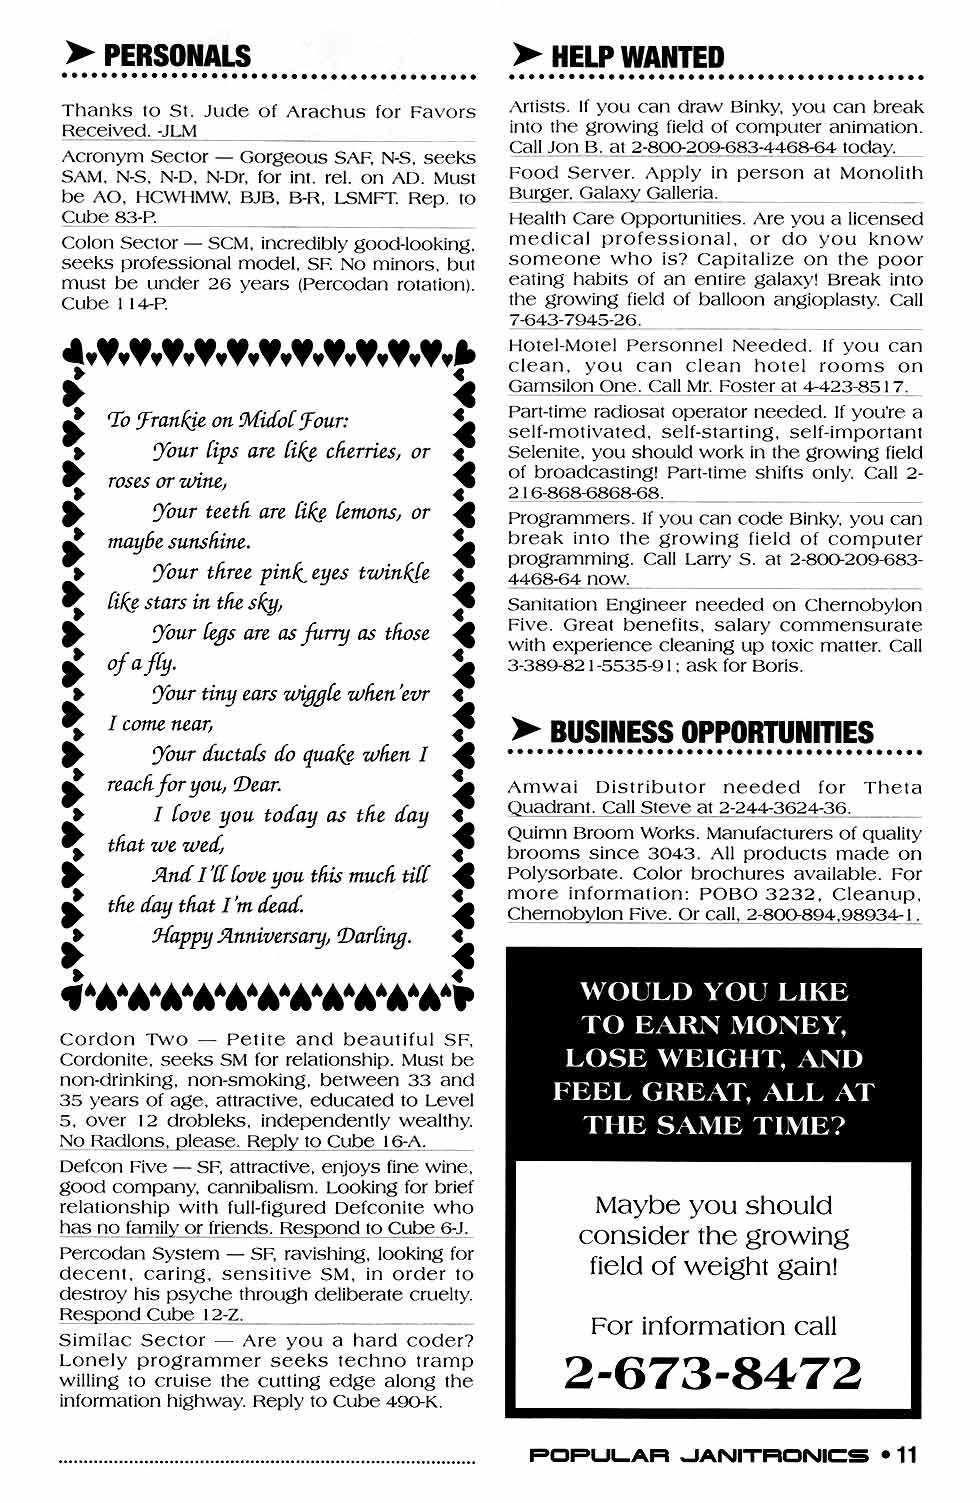 ➤ PERSONALS
Thanks to St. Jude of Arachus for Favors
Received. -JLM
Acronym Sector — Gorgeous SAF, N-S, seeks
SAM, N-S, N-D, N-Dr, for int. rel. on AD. Must
be AO, HCWHMW, BJB, B-R, LSMFT. Rep. to
Cube 83-P.
Colon Sector — SCM, incredibly good-looking,
seeks professional model, SF. No minors, but
must be under 26 years (Percodan rotation).
Cube 114-P.
To Frankie on Midol Four:
Your lips are like cherries, or
roses or wine,
Your teeth are like lemons, or
maybe sunshine.
Your three pink eyes twinkle
like stars in the sky,
Your legs are as furry as those
of a fly.
Your tiny ears wiggle when 'evr
I come near,
Your ductals do quake when I
reach for you, Dear.
I love you today as the day
that we wed,
And I'll love you this much till
the day that I'm dead.
Happy Anniversary, Darling.
Cordon Two — Petite and beautiful SF,
Cordonite, seeks SM for relationship. Must be
non-drinking, non-smoking, between 33 and
35 years of age, attractive, educated to Level
5, over 12 drobleks, independently wealthy.
No Radlons, please. Reply to Cube 16-A.
Defcon Five — SF, attractive, enjoys fine wine,
good company, cannibalism. Looking for brief
relationship with full-figured Defconite who
has no family or friends. Respond to Cube 6-J.
Percodan System — SF, ravishing, looking for
decent, caring, sensitive SM, in order to
destroy his psyche through deliberate cruelty.
Respond Cube 12-Z.
Similac Sector — Are you a hard coder?
Lonely programmer seeks techno tramp
willing to cruise the cutting edge along the
information highway. Reply to Cube 490-K.
➤ HELP WANTED
Artists. If you can draw Binky, you can break
into the growing field of computer animation.
Call Jon B. at 2-800-209-683-4468-64 today.
Food Server. Apply in person at Monolith
Burger, Galaxy Galleria.
Health Care Opportunities. Are you a licensed
medical professional, or do you know
someone who is? Capitalize on the poor
eating habits of an entire galaxy! Break into
the growing field of balloon angioplasty. Call
7-643-7945-26.
Hotel-Motel Personnel Needed. If you can
clean, you can clean hotel rooms on
Gamsilon One. Call Mr. Foster at 4-423-8517.
Part-time radiosat operator needed. If you're a
self-motivated, self-starting, self-important
Selenite, you should work in the growing field
of broadcasting! Part-time shifts only. Call 2-
216-868-6868-68.
Programmers. If you can code Binky, you can
break into the growing field of computer
programming. Call Larry S. at 2-800-209-683-
4468-64 now.
Sanitation Engineer needed on Chernobylon
Five. Great benefits, salary commensurate
with experience cleaning up toxic matter. Call
3-389-821-5535-91; ask for Boris.
➤ BUSINESS OPPORTUNITIES
Amwai Distributor needed for Theta
Quadrant. Call Steve at 2-244-3624-36.
Quimn Broom Works. Manufacturers of quality
brooms since 3043. All products made on
Polysorbate. Color brochures available. For
more information: POBO 3232, Cleanup,
Chernobylon Five. Or call, 2-800-894,98934-1.
WOULD YOU LIKE
TO EARN MONEY,
LOSE WEIGHT, AND
FEEL GREAT, ALL AT
THE SAME TIME?
Maybe you should
consider the growing
field of weight gain!
For information call
2-673-8472
POPULAR JANITRONICS • 11